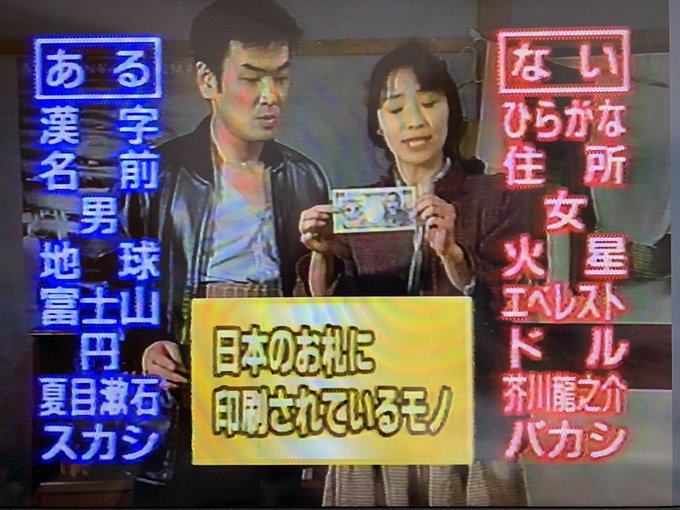 ある
漢字
名前
男
地球
富士山
円
夏目漱石
スカシ
ない
ひらがな
住所
女
火星
エベレスト
ドル
芥川龍之介
バカシ
日本のお札に
印刷されているモノ